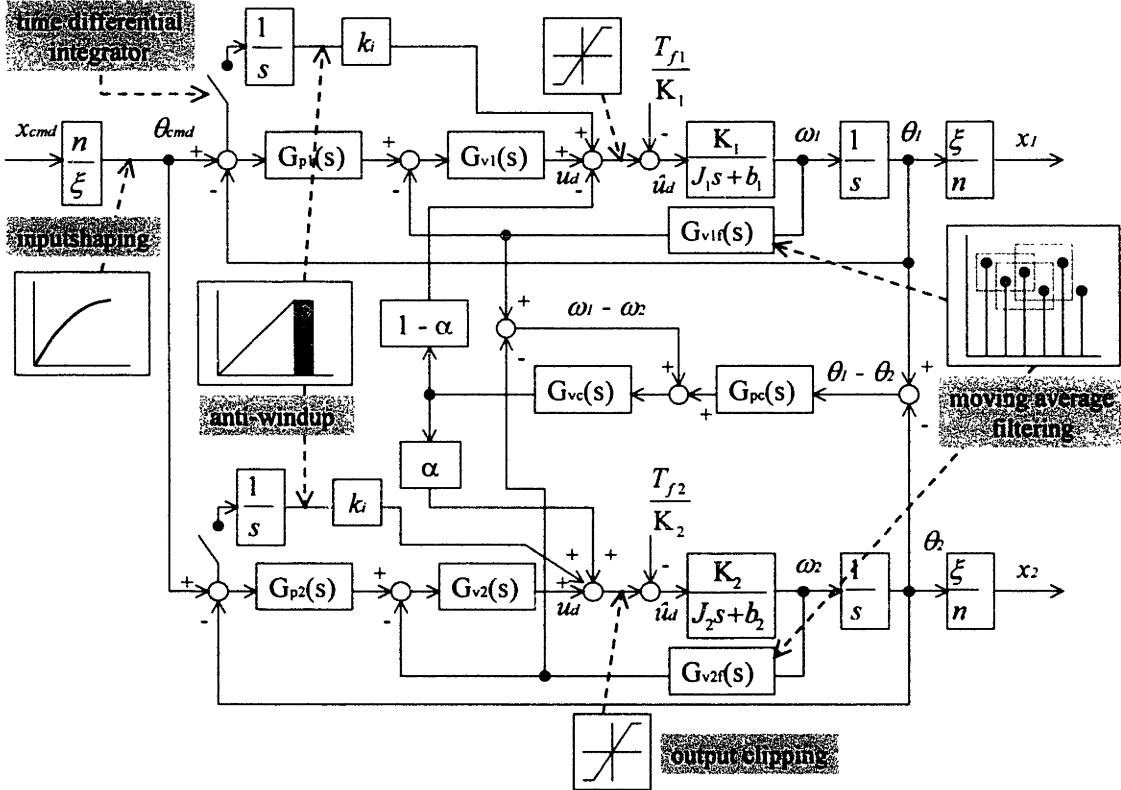 time differential
integrator
1
s
ki
Tf1
K1
xcmd
n
ξ
θcmd
+
-
Gp1(s)
+
-
Gv1(s)
+
+
-
ud
-
ûd
K1
J1s+b1
ω1
1
s
θ1
ξ
n
x1
inputshaping
Gv1f(s)
1 - α
+
-
ω1 - ω2
Gvc(s)
+
+
Gpc(s)
θ1 - θ2
+
-
moving average
filtering
anti-windup
α
1
s
ki
Tf2
K2
+
-
Gp2(s)
+
-
Gv2(s)
+
+
+
ud
-
ûd
K2
J2s+b2
ω2
1
s
θ2
ξ
n
x2
Gv2f(s)
output clipping